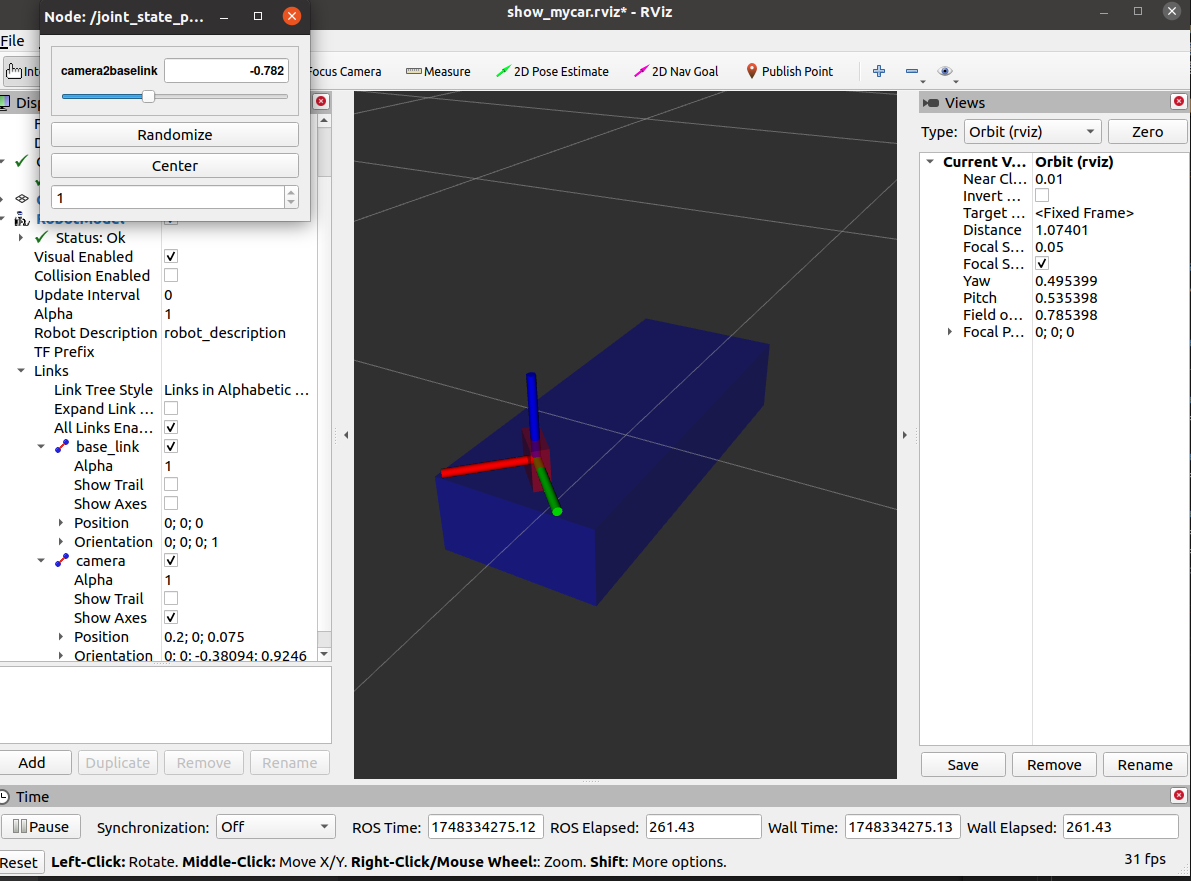 show_mycar.rviz* - RViz
Node: /joint_state_p...
File
camera2baselink -0.782
Randomize
Center
1
Int
Focus Camera Measure 2D Pose Estimate 2D Nav Goal Publish Point
Disp
RobotModel
Status: Ok
Visual Enabled
Collision Enabled
Update Interval 0
Alpha 1
Robot Description robot_description
TF Prefix
Links
Link Tree Style Links in Alphabetic ...
Expand Link ...
All Links Ena...
base_link
Alpha 1
Show Trail
Show Axes
Position 0; 0; 0
Orientation 0; 0; 0; 1
camera
Alpha 1
Show Trail
Show Axes
Position 0.2; 0; 0.075
Orientation 0; 0; -0.38094; 0.9246
Add Duplicate Remove Rename
Views
Type: Orbit (rviz) Zero
Current V... Orbit (rviz)
Near Cl... 0.01
Invert ...
Target ... <Fixed Frame>
Distance 1.07401
Focal S... 0.05
Focal S...
Yaw 0.495399
Pitch 0.535398
Field o... 0.785398
Focal P... 0; 0; 0
Save Remove Rename
Time
Pause Synchronization: Off ROS Time: 1748334275.12 ROS Elapsed: 261.43 Wall Time: 1748334275.13 Wall Elapsed: 261.43
Reset Left-Click: Rotate. Middle-Click: Move X/Y. Right-Click/Mouse Wheel:: Zoom. Shift: More options. 31 fps